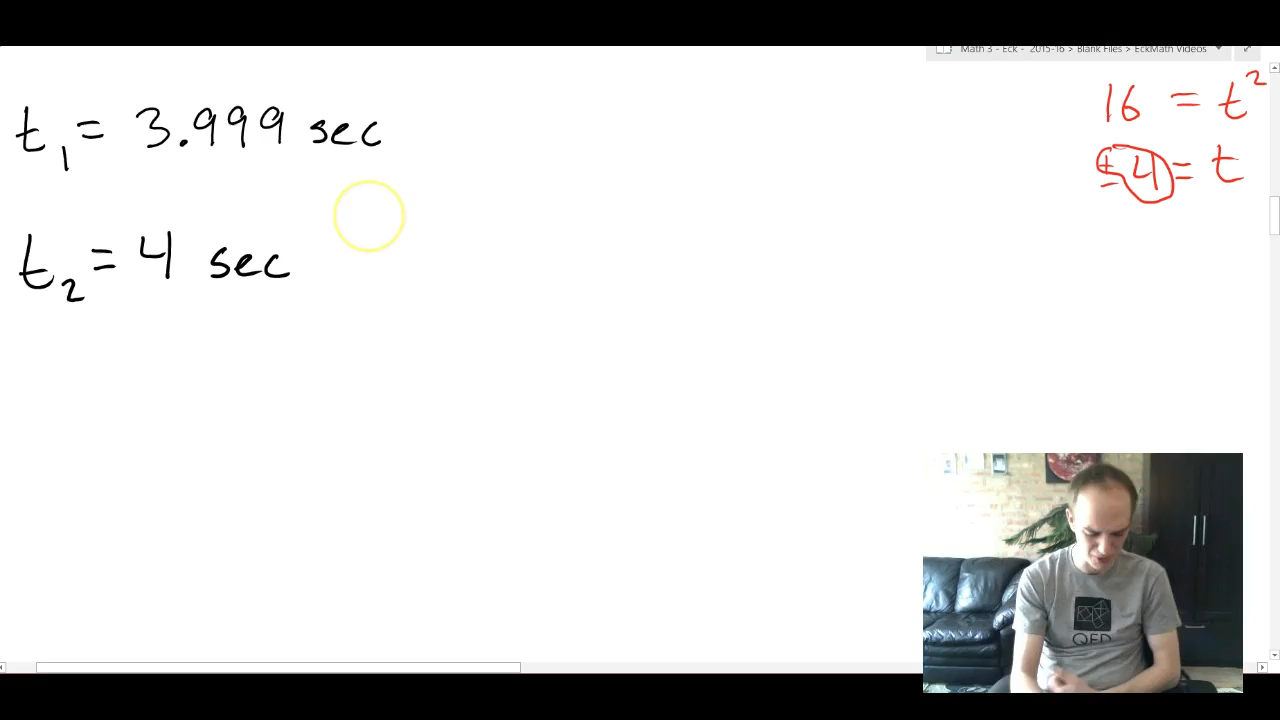 Math 3 - Eck - 2015-16 > Blank Files > EckMath Videos
16 = t²
±4 = t
t₁ = 3.999 sec
t₂ = 4 sec
QED